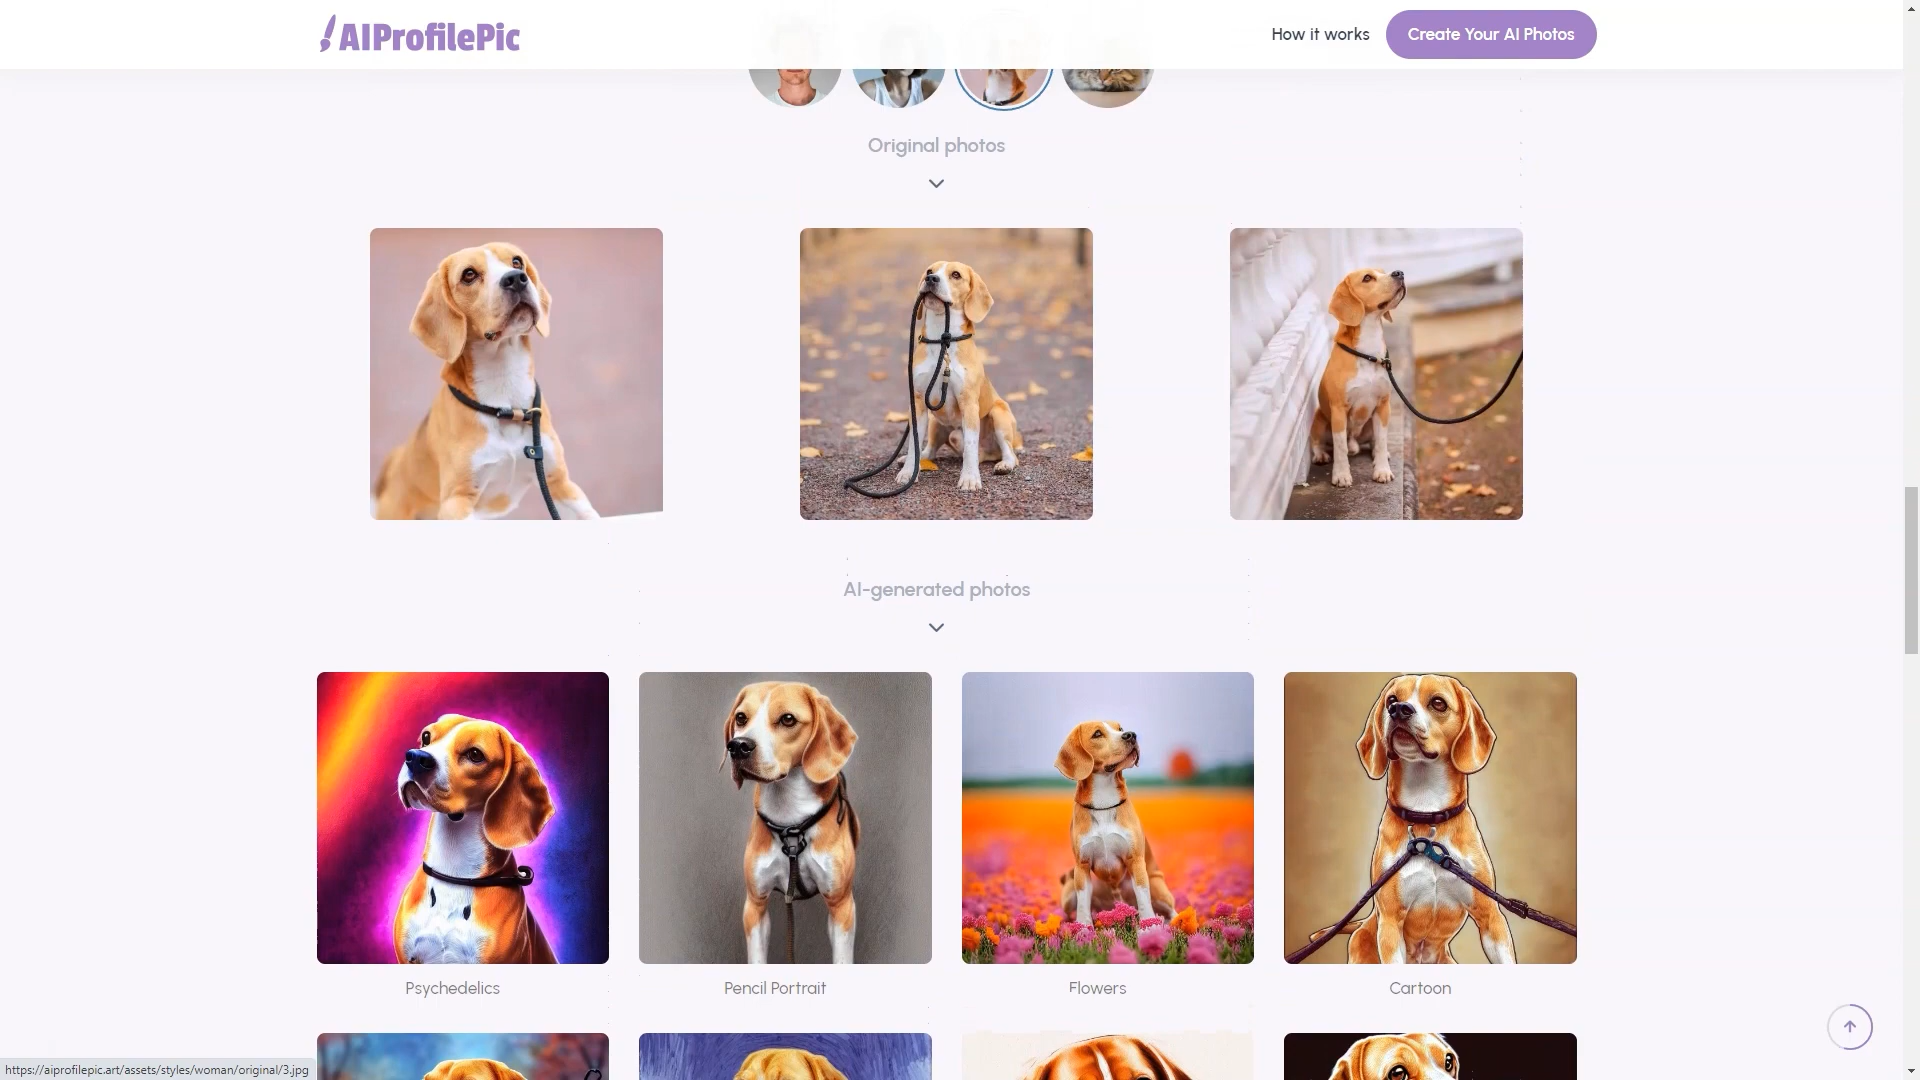 AIProfilePic
How it works
Create Your AI Photos
Original photos
AI-generated photos
Psychedelics
Pencil Portrait
Flowers
Cartoon
https://aiprofilepic.art/assets/styles/woman/original/3.jpg